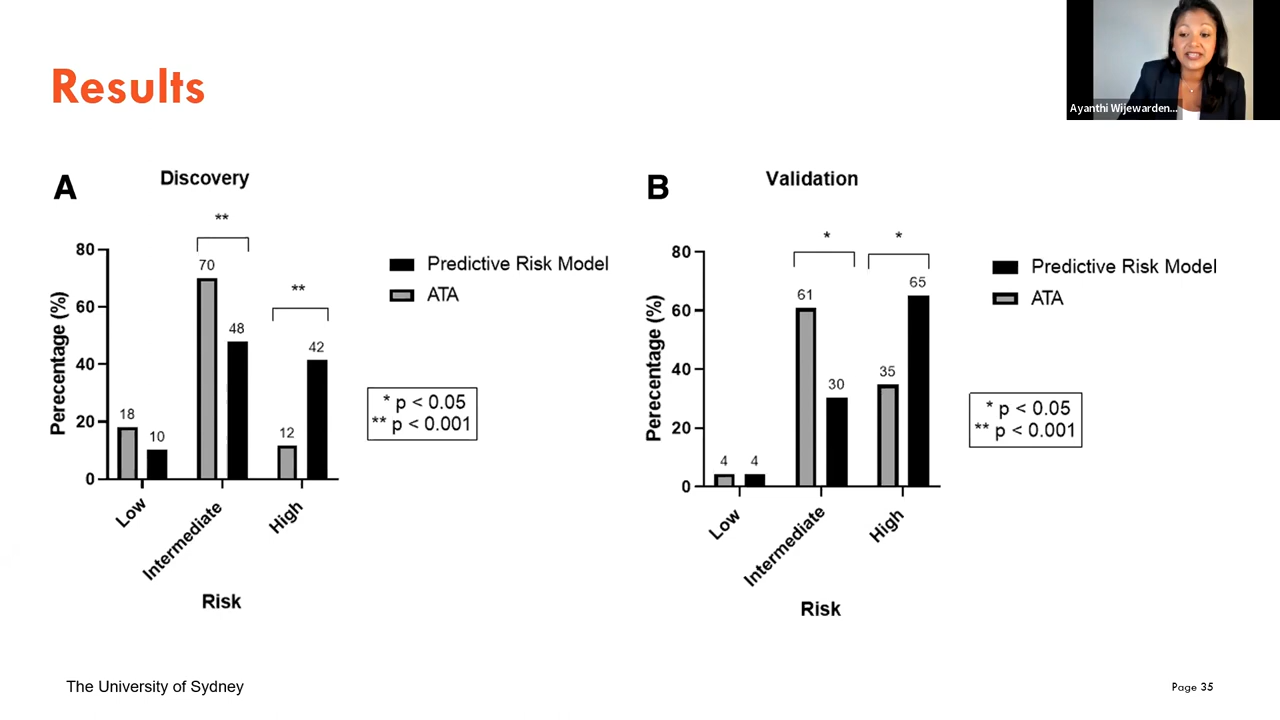 Results
Ayanthi Wijewarden...
A
Discovery
**
**
80
60
40
20
0
Perecentage (%)
18
10
70
48
12
42
Low
Intermediate
High
Risk
Predictive Risk Model
ATA
* p < 0.05
** p < 0.001
B
Validation
*
*
80
60
40
20
0
Perecentage (%)
4
4
61
30
35
65
Low
Intermediate
High
Risk
Predictive Risk Model
ATA
* p < 0.05
** p < 0.001
The University of Sydney
Page 35